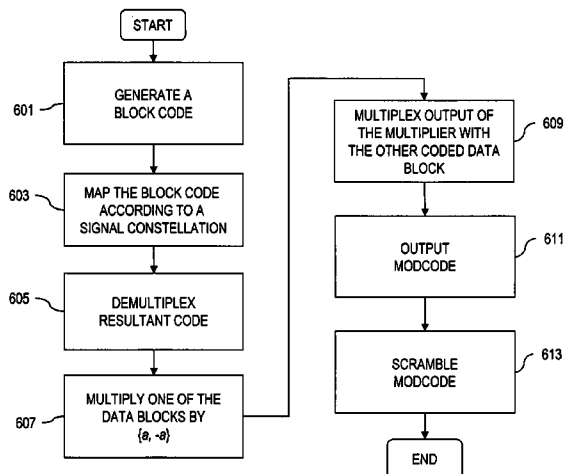 START
601
GENERATE A
BLOCK CODE
603
MAP THE BLOCK CODE
ACCORDING TO A
SIGNAL CONSTELLATION
605
DEMULTIPLEX
RESULTANT CODE
607
MULTIPLY ONE OF THE
DATA BLOCKS BY
{a, -a}
MULTIPLEX OUTPUT OF
THE MULTIPLIER WITH
THE OTHER CODED DATA
BLOCK
609
OUTPUT
MODCODE
611
SCRAMBLE
MODCODE
613
END